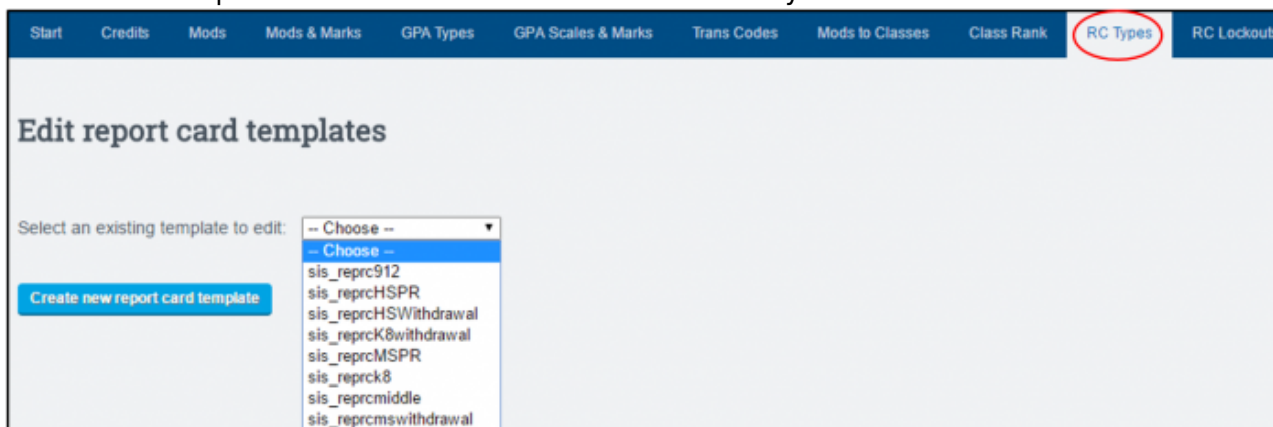 Start Credits Mods Mods & Marks GPA Types GPA Scales & Marks Trans Codes Mods to Classes Class Rank RC Types RC Lockout
Edit report card templates
Select an existing template to edit: -- Choose --
-- Choose --
sis_reprc912
sis_reprcHSPR
Create new report card template
sis_reprcHSWithdrawal
sis_reprcK8withdrawal
sis_reprcMSPR
sis_reprck8
sis_reprcmiddle
sis_reprcmswithdrawal